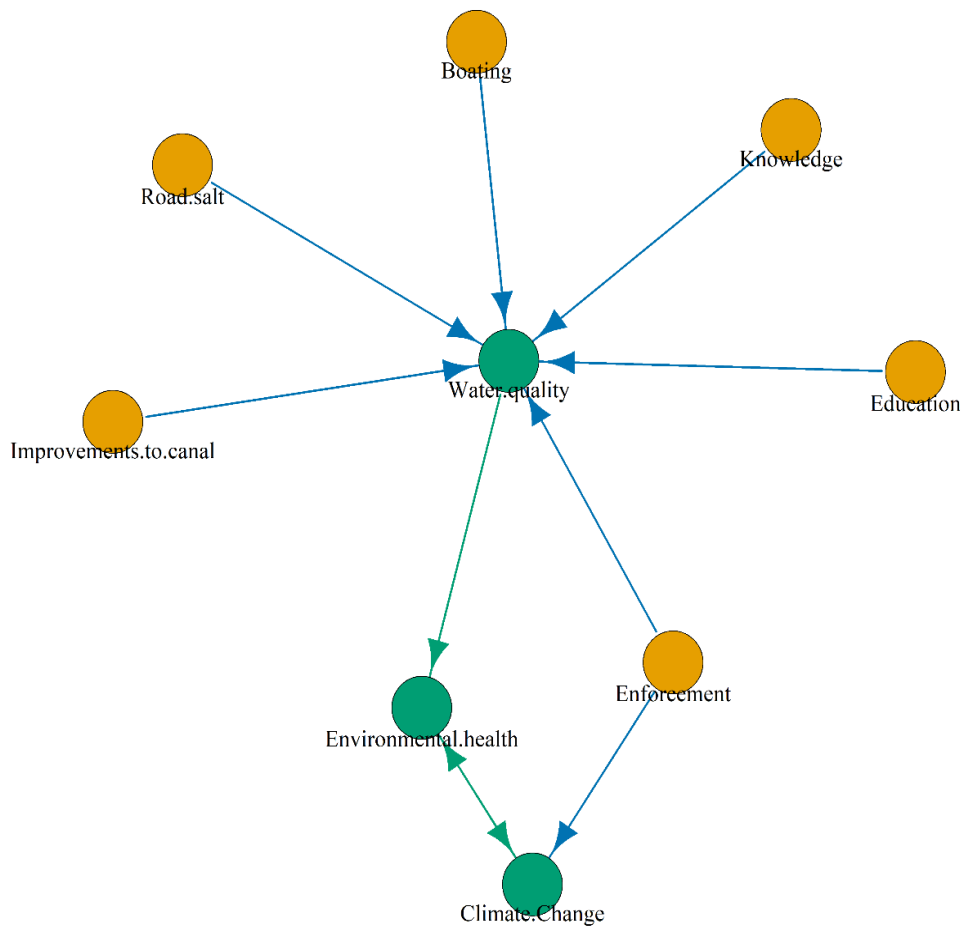 Boating
Knowledge
Road.salt
Water.quality
Education
Improvements.to.canal
Enforcement
Environmental.health
Climate.Change